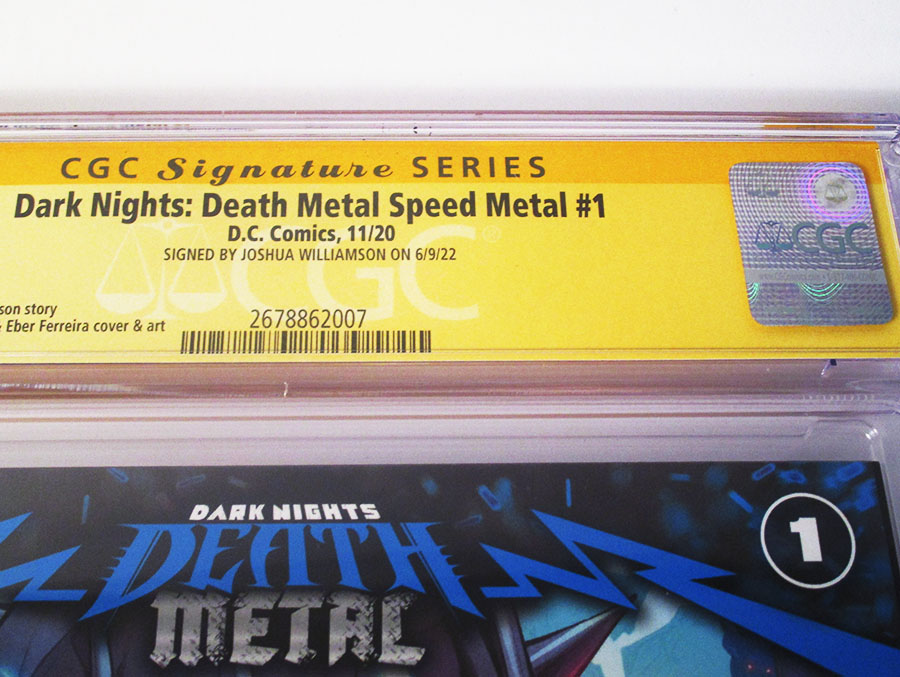 CGC Signature SERIES
Dark Nights: Death Metal Speed Metal #1
D.C. Comics, 11/20
SIGNED BY JOSHUA WILLIAMSON ON 6/9/22
CGC
son story
& Eber Ferreira cover & art
2678862007
CGC
DARK NIGHTS
DEATH
METAL
1